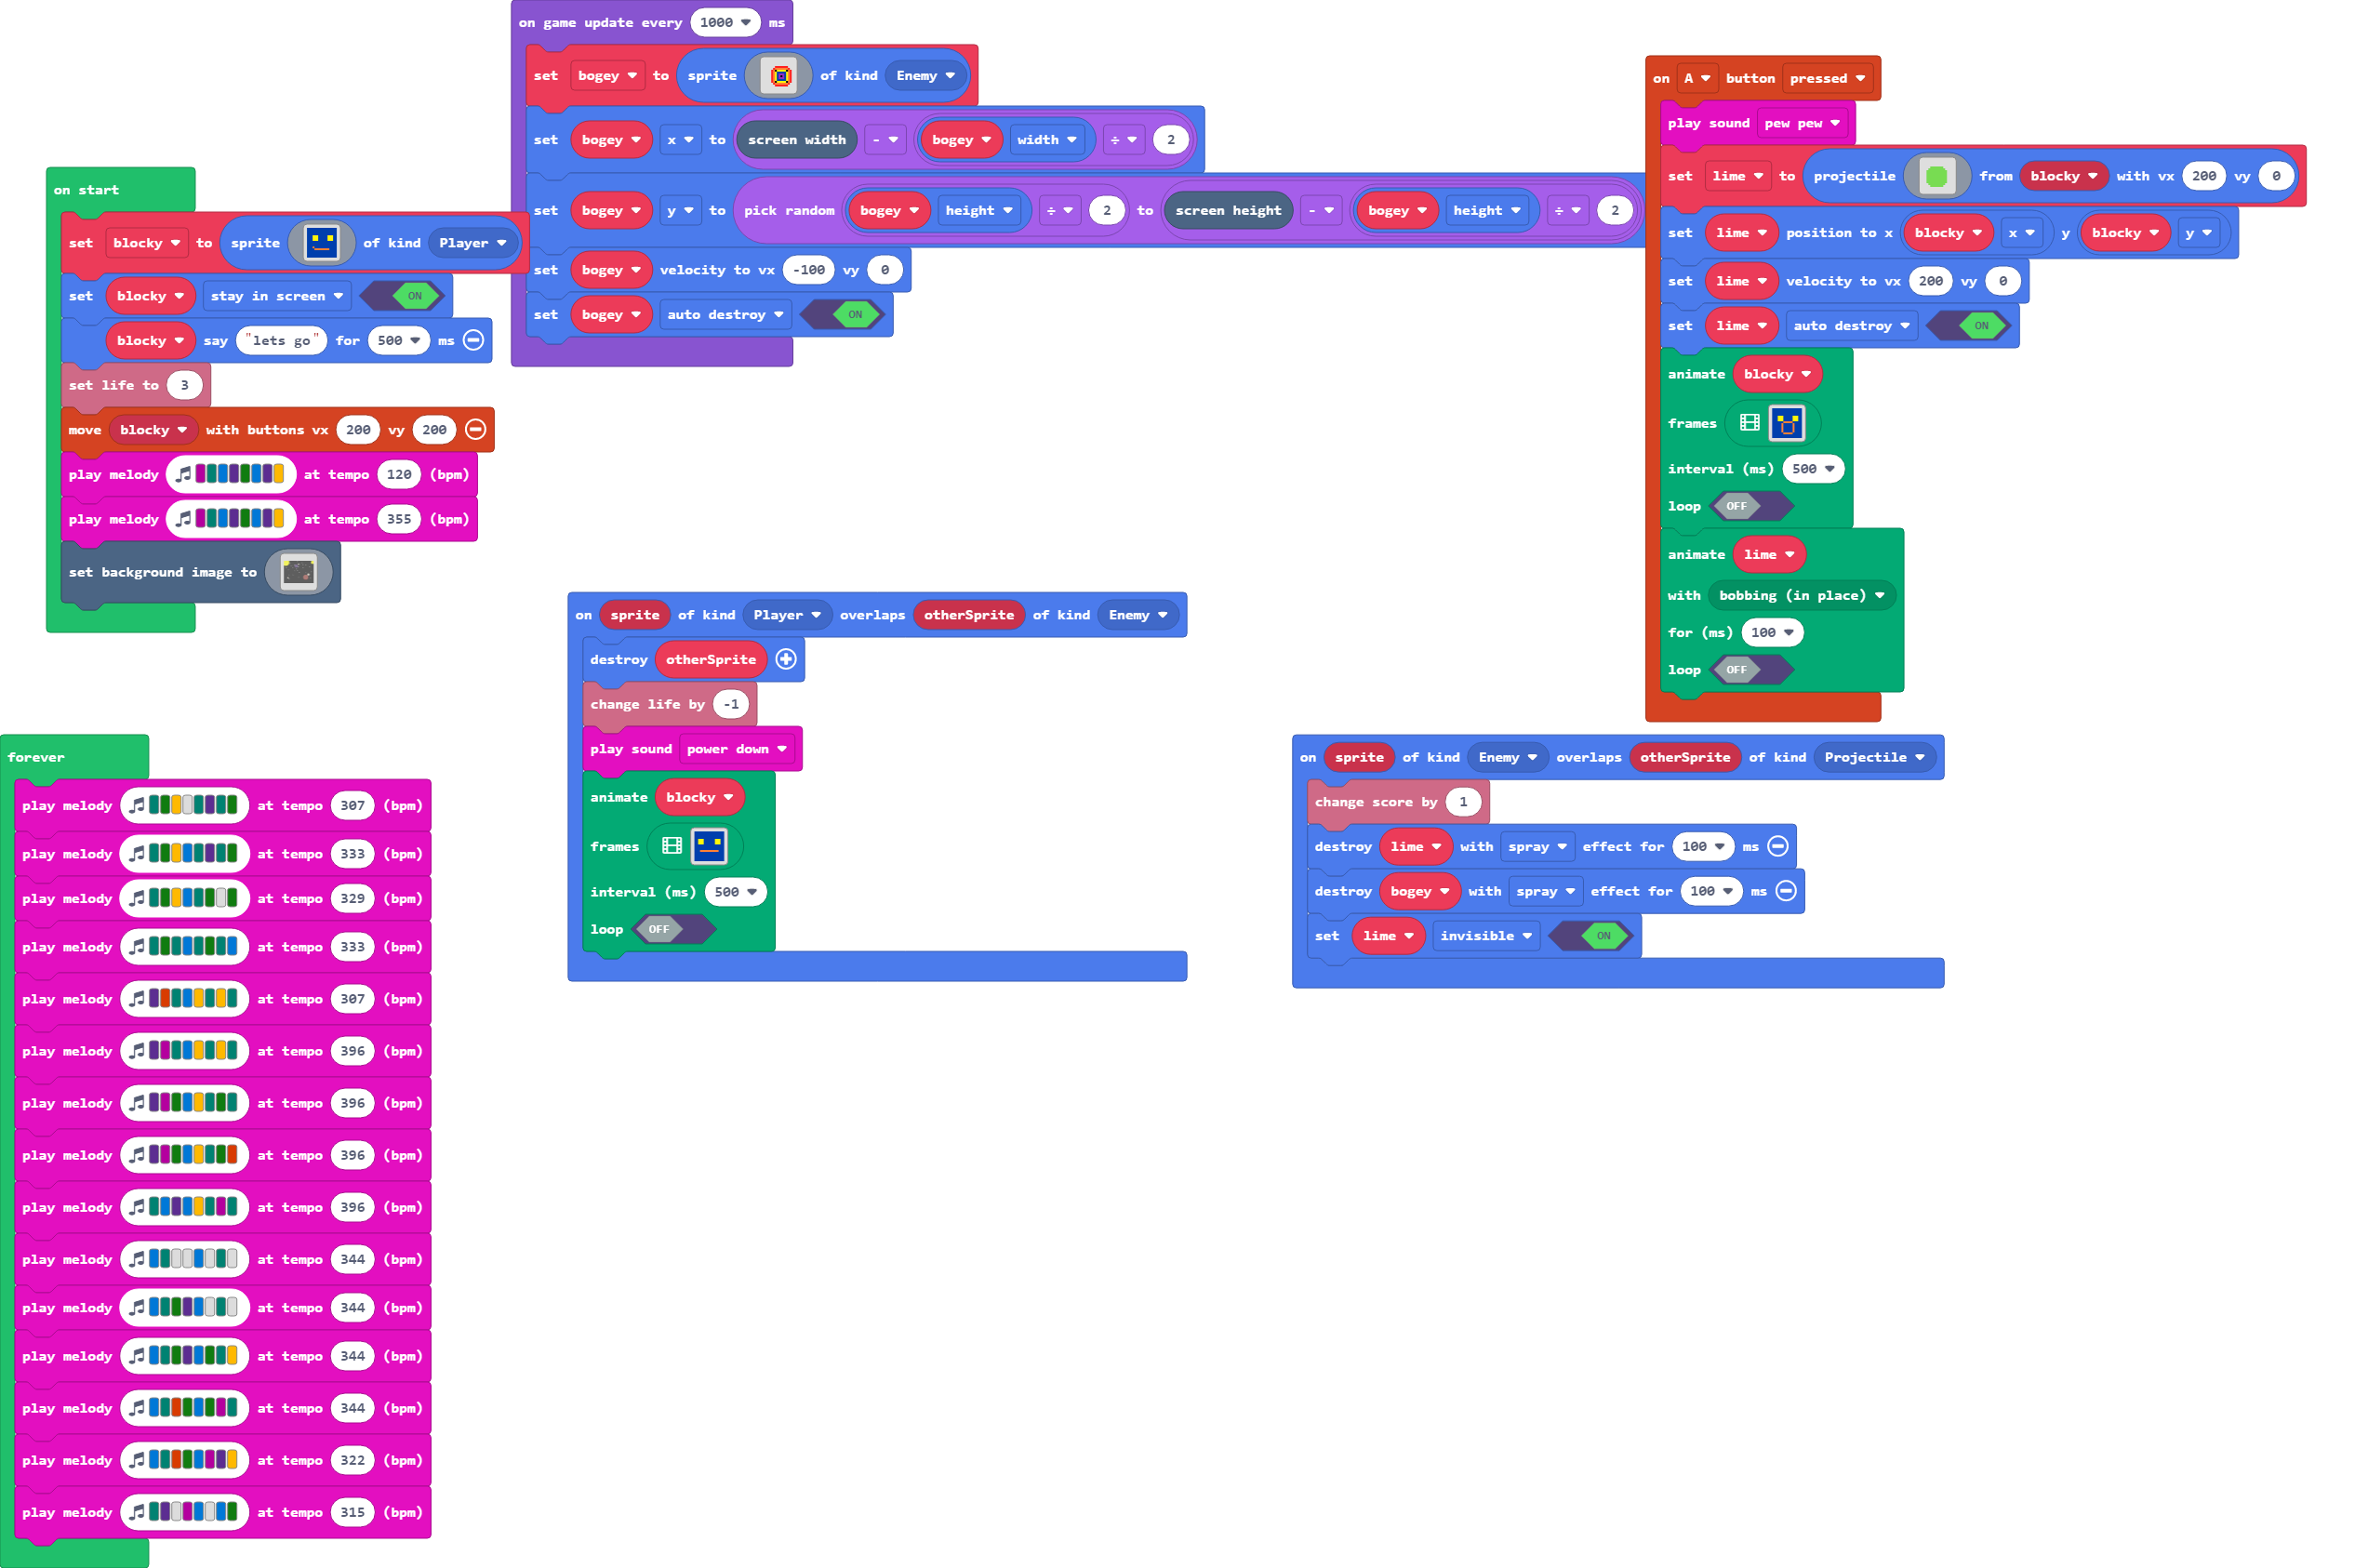 on start
set blocky to sprite of kind Player
set blocky stay in screen ON
blocky say "lets go" for 500 ms
set life to 3
move blocky with buttons vx 200 vy 200
play melody at tempo 120 (bpm)
play melody at tempo 355 (bpm)
set background image to
on game update every 1000 ms
set bogey to sprite of kind Enemy
set bogey x to screen width - bogey width ÷ 2
set bogey y to pick random bogey height ÷ 2 to screen height - bogey height ÷ 2
set bogey velocity to vx -100 vy 0
set bogey auto destroy ON
on A button pressed
play sound pew pew
set lime to projectile from blocky with vx 200 vy 0
set lime position to x blocky x y blocky y
set lime velocity to vx 200 vy 0
set lime auto destroy ON
animate blocky
frames
interval (ms) 500
loop OFF
animate lime
with bobbing (in place)
for (ms) 100
loop OFF
on sprite of kind Player overlaps otherSprite of kind Enemy
destroy otherSprite
change life by -1
play sound power down
animate blocky
frames
interval (ms) 500
loop OFF
on sprite of kind Enemy overlaps otherSprite of kind Projectile
change score by 1
destroy lime with spray effect for 100 ms
destroy bogey with spray effect for 100 ms
set lime invisible ON
forever
play melody at tempo 307 (bpm)
play melody at tempo 333 (bpm)
play melody at tempo 329 (bpm)
play melody at tempo 333 (bpm)
play melody at tempo 307 (bpm)
play melody at tempo 396 (bpm)
play melody at tempo 396 (bpm)
play melody at tempo 396 (bpm)
play melody at tempo 396 (bpm)
play melody at tempo 344 (bpm)
play melody at tempo 344 (bpm)
play melody at tempo 344 (bpm)
play melody at tempo 344 (bpm)
play melody at tempo 322 (bpm)
play melody at tempo 315 (bpm)